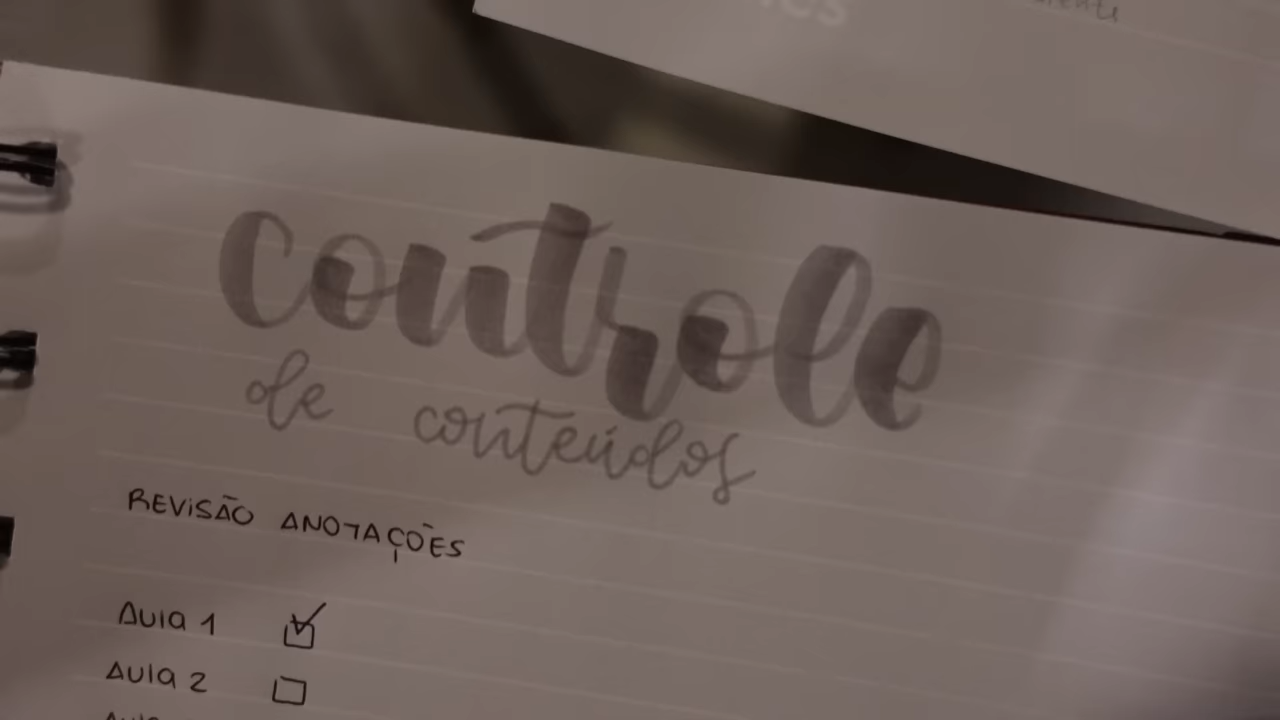 controle
de conteúdos
REVISÃO ANOTAÇÕES
Aula 1
Aula 2